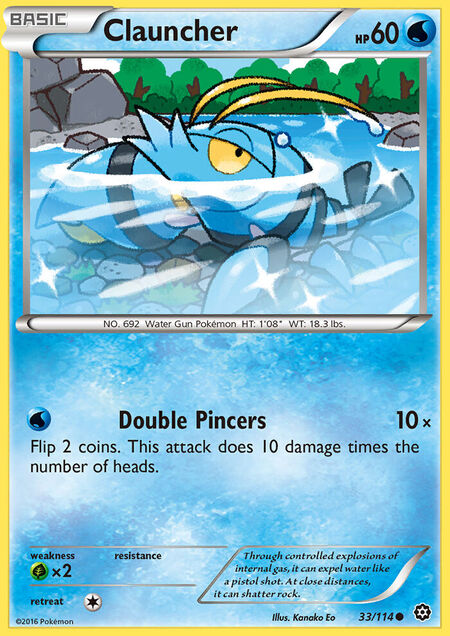 BASIC
Clauncher
HP 60
NO. 692 Water Gun Pokémon HT: 1'08" WT: 18.3 lbs.
Double Pincers 10×
Flip 2 coins. This attack does 10 damage times the
number of heads.
weakness resistance
×2
retreat
Through controlled explosions of
internal gas, it can expel water like
a pistol shot. At close distances,
it can shatter rock.
©2016 Pokémon
Illus. Kanako Eo
33/114